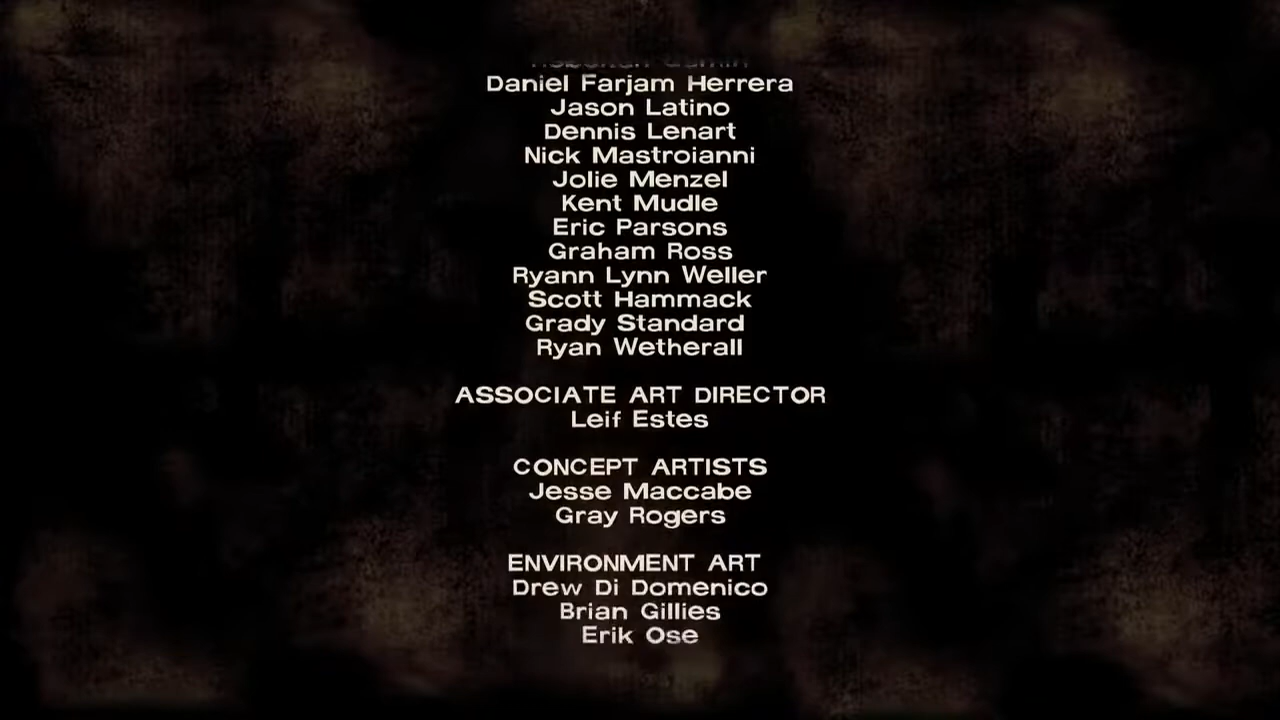 Daniel Farjam Herrera
Jason Latino
Dennis Lenart
Nick Mastroianni
Jolie Menzel
Kent Mudle
Eric Parsons
Graham Ross
Ryann Lynn Weller
Scott Hammack
Grady Standard
Ryan Wetherall
ASSOCIATE ART DIRECTOR
Leif Estes
CONCEPT ARTISTS
Jesse Maccabe
Gray Rogers
ENVIRONMENT ART
Drew Di Domenico
Brian Gillies
Erik Ose